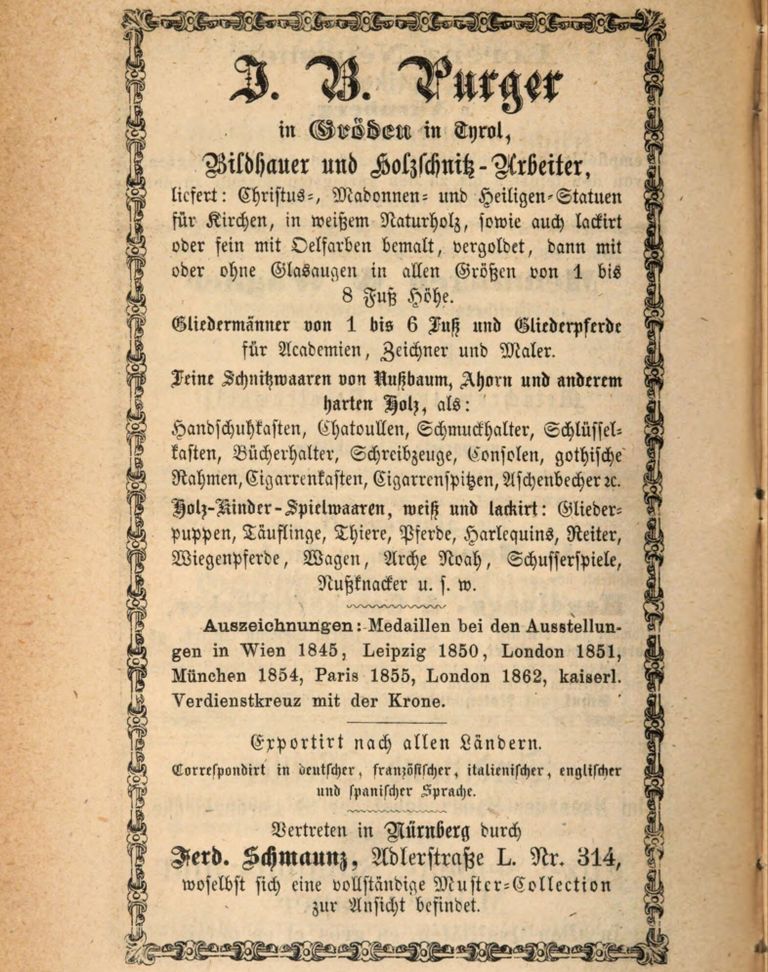 J. B. Purger
in Gröden in Tyrol,
Bildhauer und Holzschnitz-Arbeiter,
liefert: Christus-, Madonnen- und Heiligen-Statuen
für Kirchen, in weißem Naturholz, sowie auch lackirt
oder fein mit Oelfarben bemalt, vergoldet, dann mit
oder ohne Glasaugen in allen Größen von 1 bis
8 Fuß Höhe.
Gliedermänner von 1 bis 6 Fuß und Gliederpferde
für Academien, Zeichner und Maler.
Feine Schnitzwaaren von Nußbaum, Ahorn und anderem
harten Holz, als:
Handschuhkasten, Chatoullen, Schmuckhalter, Schlüssel-
kasten, Bücherhalter, Schreibzeuge, Consolen, gothische
Rahmen, Cigarrenkasten, Cigarrenspitzen, Aschenbecher ꝛc.
Holz-Kinder-Spielwaaren, weiß und lackirt: Glieder-
puppen, Täuflinge, Thiere, Pferde, Harlequins, Reiter,
Wiegenpferde, Wagen, Arche Noah, Schusserspiele,
Nußknacker u. s. w.
Auszeichnungen: Medaillen bei den Ausstellun-
gen in Wien 1845, Leipzig 1850, London 1851,
München 1854, Paris 1855, London 1862, kaiserl.
Verdienstkreuz mit der Krone.
Exportirt nach allen Ländern.
Correspondirt in deutscher, französischer, italienischer, englischer
und spanischer Sprache.
Vertreten in Nürnberg durch
Ferd. Schmaunz, Adlerstraße L. Nr. 314,
woselbst sich eine vollständige Muster-Collection
zur Ansicht befindet.